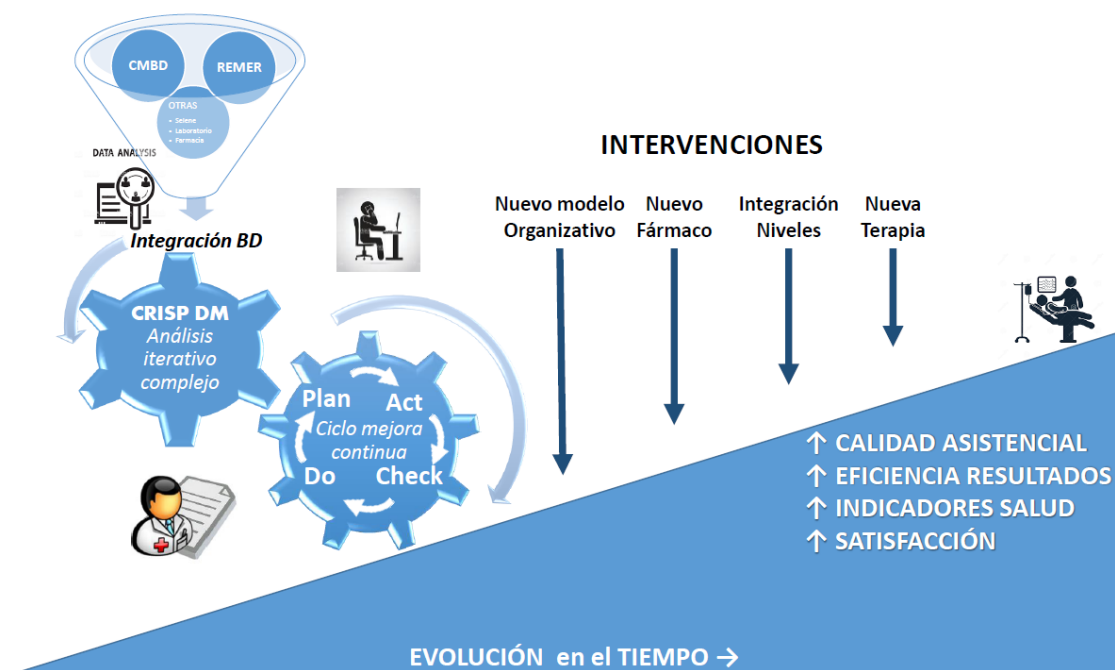 CMBD
REMER
OTRAS
• Selene
• Laboratorio
• Farmacia
DATA ANALYSIS
Integración BD
CRISP DM
Análisis
iterativo
complejo
Plan
Act
Ciclo mejora
continua
Do
Check
INTERVENCIONES
Nuevo modelo
Organizativo
Nuevo
Fármaco
Integración
Niveles
Nueva
Terapia
↑ CALIDAD ASISTENCIAL
↑ EFICIENCIA RESULTADOS
↑ INDICADORES SALUD
↑ SATISFACCIÓN
EVOLUCIÓN en el TIEMPO →